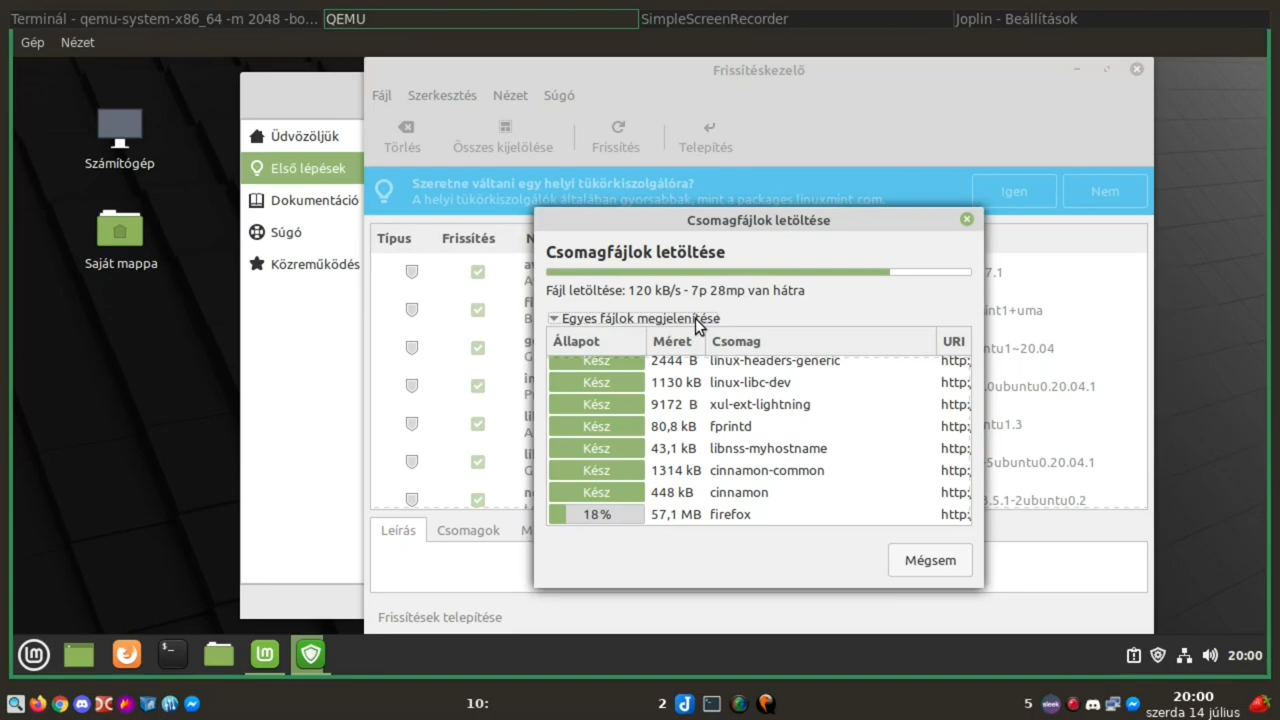 Terminál - qemu-system-x86_64 -m 2048 -bo...
QEMU
SimpleScreenRecorder
Joplin - Beállítások
Gép Nézet
Számítógép
Saját mappa
Üdvözöljük
Első lépések
Dokumentáció
Súgó
Közreműködés
Frissítéskezelő
Fájl Szerkesztés Nézet Súgó
Törlés Összes kijelölése Frissítés Telepítés
Szeretne váltani egy helyi tükörkiszolgálóra?
A helyi tükörkiszolgálók általában gyorsabbak, mint a packages.linuxmint.com.
Igen Nem
Típus Frissítés
7.1
int1+uma
ntu1~20.04
.0ubuntu0.20.04.1
ntu1.3
-5ubuntu0.20.04.1
3.5.1-2ubuntu0.2
Csomagfájlok letöltése
Csomagfájlok letöltése
Fájl letöltése: 120 kB/s - 7p 28mp van hátra
Egyes fájlok megjelenítése
Állapot Méret Csomag URI
Kész 2444 B linux-headers-generic http:
Kész 1130 kB linux-libc-dev http:
Kész 9172 B xul-ext-lightning http:
Kész 80,8 kB fprintd http:
Kész 43,1 kB libnss-myhostname http:
Kész 1314 kB cinnamon-common http:
Kész 448 kB cinnamon http:
18% 57,1 MB firefox http:
Mégsem
Leírás Csomagok
Frissítések telepítése
20:00
10:
2
5
20:00
szerda 14 július